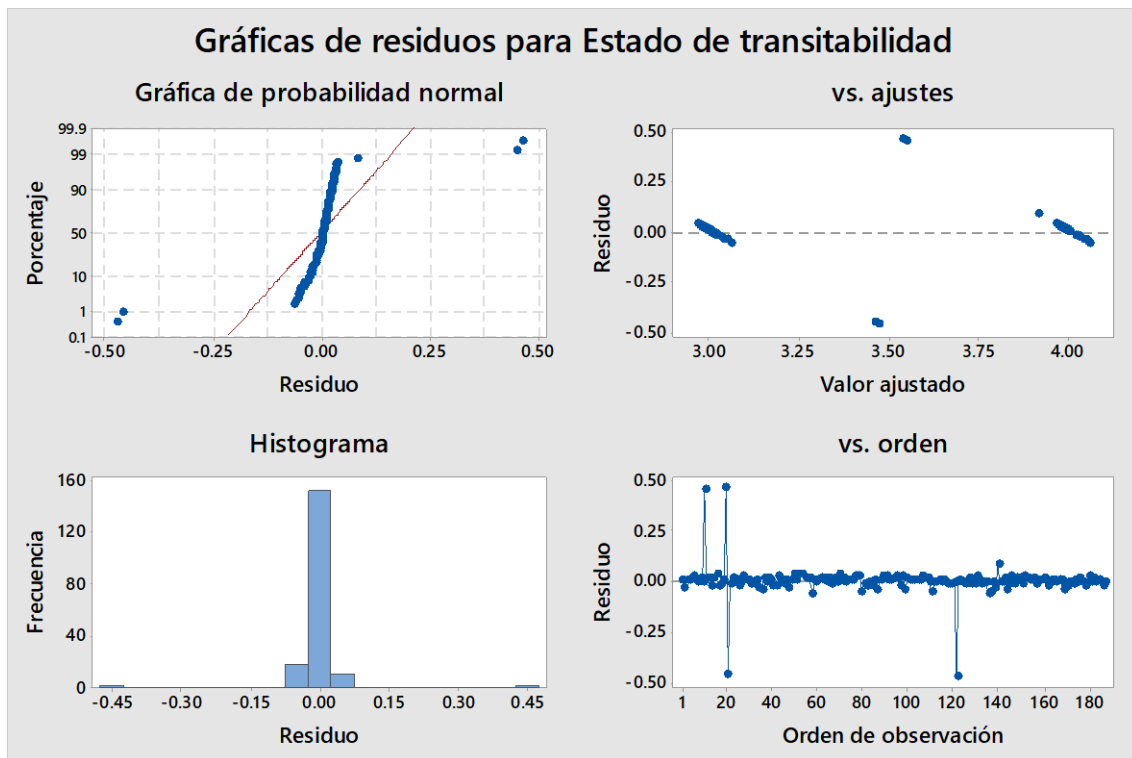 Gráficas de residuos para Estado de transitabilidad
Gráfica de probabilidad normal
99.9
99
90
50
10
1
0.1
Porcentaje
-0.50 -0.25 0.00 0.25 0.50
Residuo
vs. ajustes
0.50
0.25
0.00
-0.25
-0.50
Residuo
3.00 3.25 3.50 3.75 4.00
Valor ajustado
Histograma
160
120
80
40
0
Frecuencia
-0.45 -0.30 -0.15 0.00 0.15 0.30 0.45
Residuo
vs. orden
0.50
0.25
0.00
-0.25
-0.50
Residuo
1 20 40 60 80 100 120 140 160 180
Orden de observación